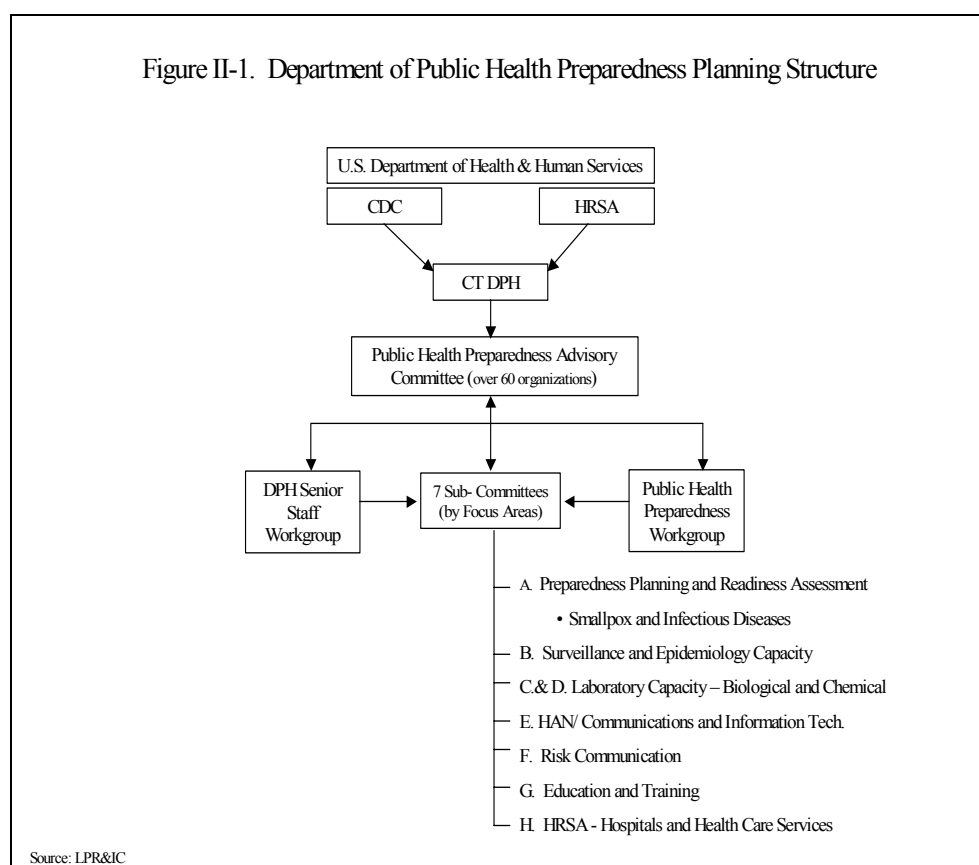 Figure II-1. Department of Public Health Preparedness Planning Structure
U.S. Department of Health & Human Services
CDC
HRSA
CT DPH
Public Health Preparedness Advisory
Committee (over 60 organizations)
DPH Senior
Staff
Workgroup
7 Sub- Committees
(by Focus Areas)
Public Health
Preparedness
Workgroup
A. Preparedness Planning and Readiness Assessment
• Smallpox and Infectious Diseases
B. Surveillance and Epidemiology Capacity
C.& D. Laboratory Capacity – Biological and Chemical
E. HAN/ Communications and Information Tech.
F. Risk Communication
G. Education and Training
H. HRSA - Hospitals and Health Care Services
Source: LPR&IC